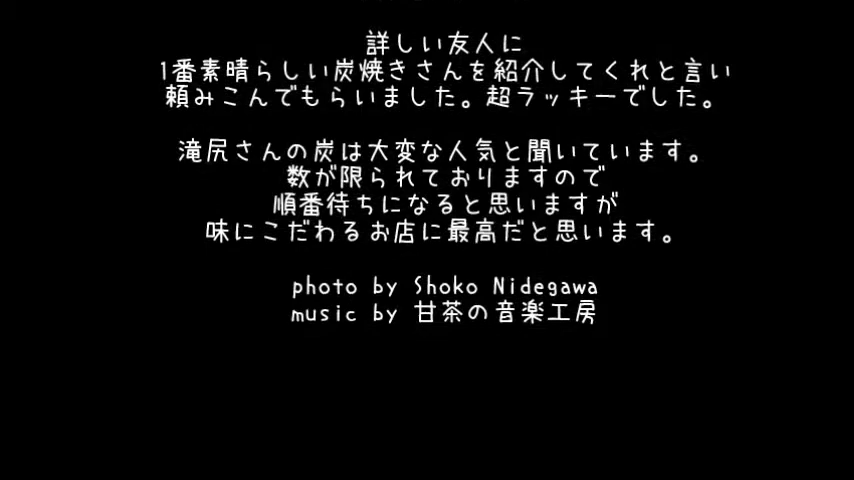 詳しい友人に
1番素晴らしい炭焼きさんを紹介してくれと言い
頼みこんでもらいました。超ラッキーでした。
滝尻さんの炭は大変な人気と聞いています。
数が限られておりますので
順番待ちになると思いますが
味にこだわるお店に最高だと思います。
photo by Shoko Nidegawa
music by 甘茶の音楽工房